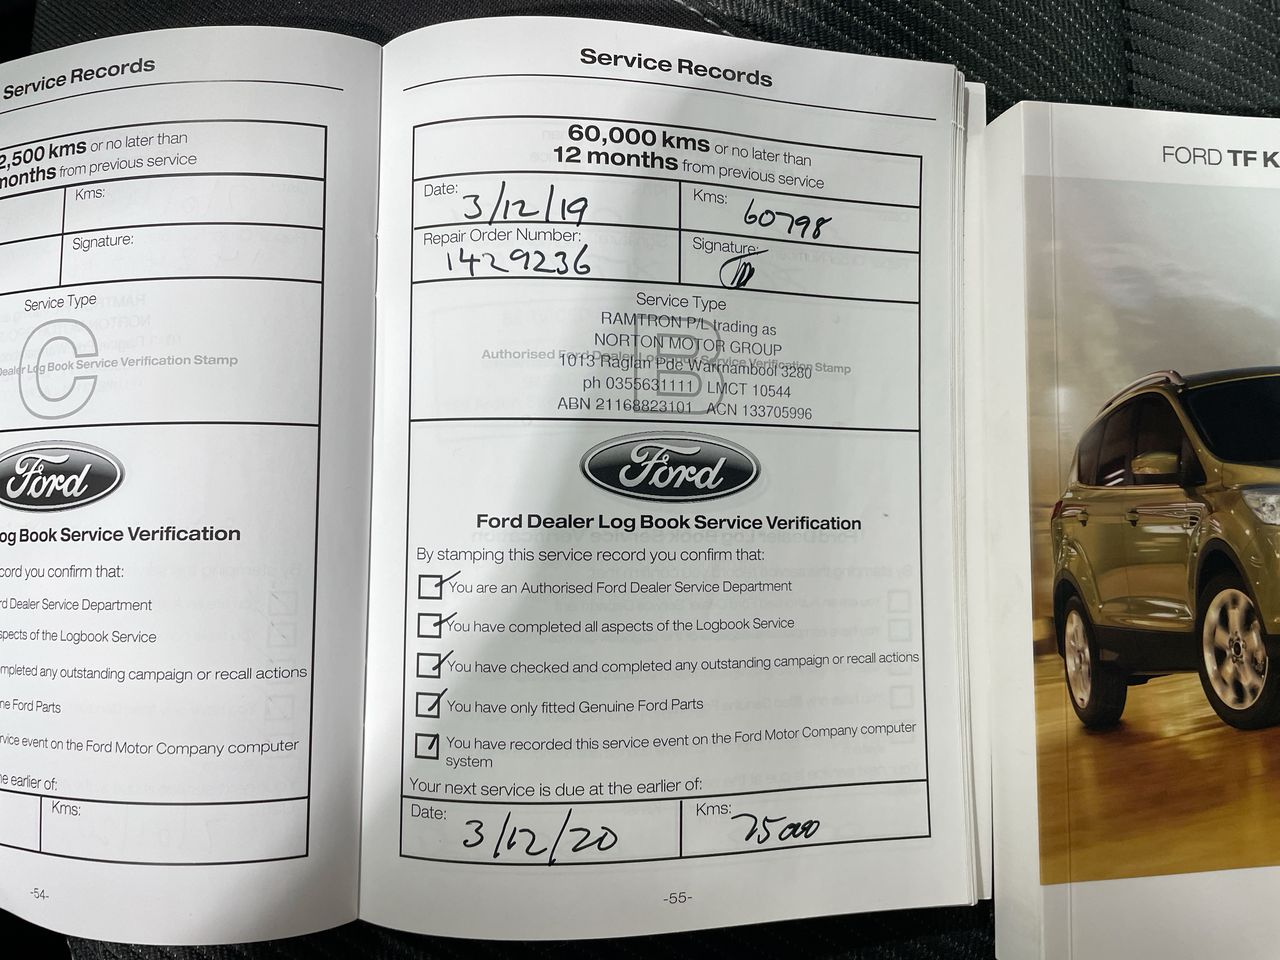 Service Records
2,500 kms or no later than
months from previous service
Kms:
Signature:
Service Type
C
Dealer Log Book Service Verification Stamp
Ford
og Book Service Verification
cord you confirm that:
rd Dealer Service Department
spects of the Logbook Service
mpleted any outstanding campaign or recall actions
ne Ford Parts
rvice event on the Ford Motor Company computer
he earlier of:
Kms:
-54-
Service Records
60,000 kms or no later than
12 months from previous service
Date: 3/12/19
Kms: 60798
Repair Order Number: 1429236
Signature:
Service Type
B
Authorised Ford Dealer Log Book Service Verification Stamp
RAMTRON P/L trading as
NORTON MOTOR GROUP
1013 Raglan Pde Warrnambool 3280
ph 0355631111 LMCT 10544
ABN 21168823101 ACN 133705996
Ford
Ford Dealer Log Book Service Verification
By stamping this service record you confirm that:
You are an Authorised Ford Dealer Service Department
You have completed all aspects of the Logbook Service
You have checked and completed any outstanding campaign or recall actions
You have only fitted Genuine Ford Parts
You have recorded this service event on the Ford Motor Company computer
system
Your next service is due at the earlier of:
Date: 3/12/20
Kms: 75000
-55-
FORD TF K